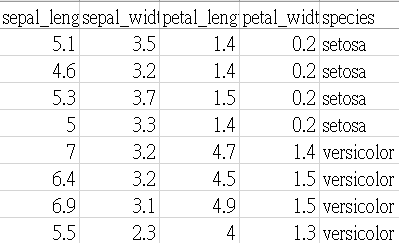 sepal_leng sepal_widt petal_leng petal_widt species
5.1 3.5 1.4 0.2 setosa
4.6 3.2 1.4 0.2 setosa
5.3 3.7 1.5 0.2 setosa
5 3.3 1.4 0.2 setosa
7 3.2 4.7 1.4 versicolor
6.4 3.2 4.5 1.5 versicolor
6.9 3.1 4.9 1.5 versicolor
5.5 2.3 4 1.3 versicolor